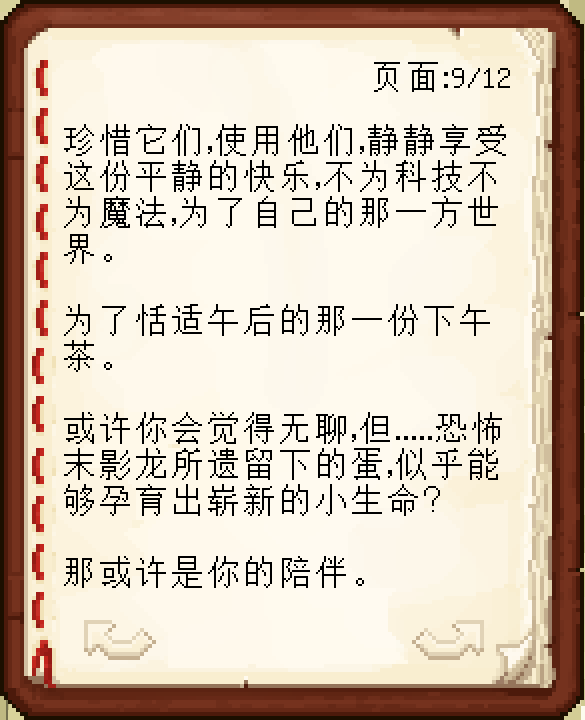 页面:9/12
珍惜它们,使用他们,静静享受
这份平静的快乐,不为科技不
为魔法,为了自己的那一方世
界。
为了恬适午后的那一份下午
茶。
或许你会觉得无聊,但.....恐怖
末影龙所遗留下的蛋,似乎能
够孕育出崭新的小生命?
那或许是你的陪伴。